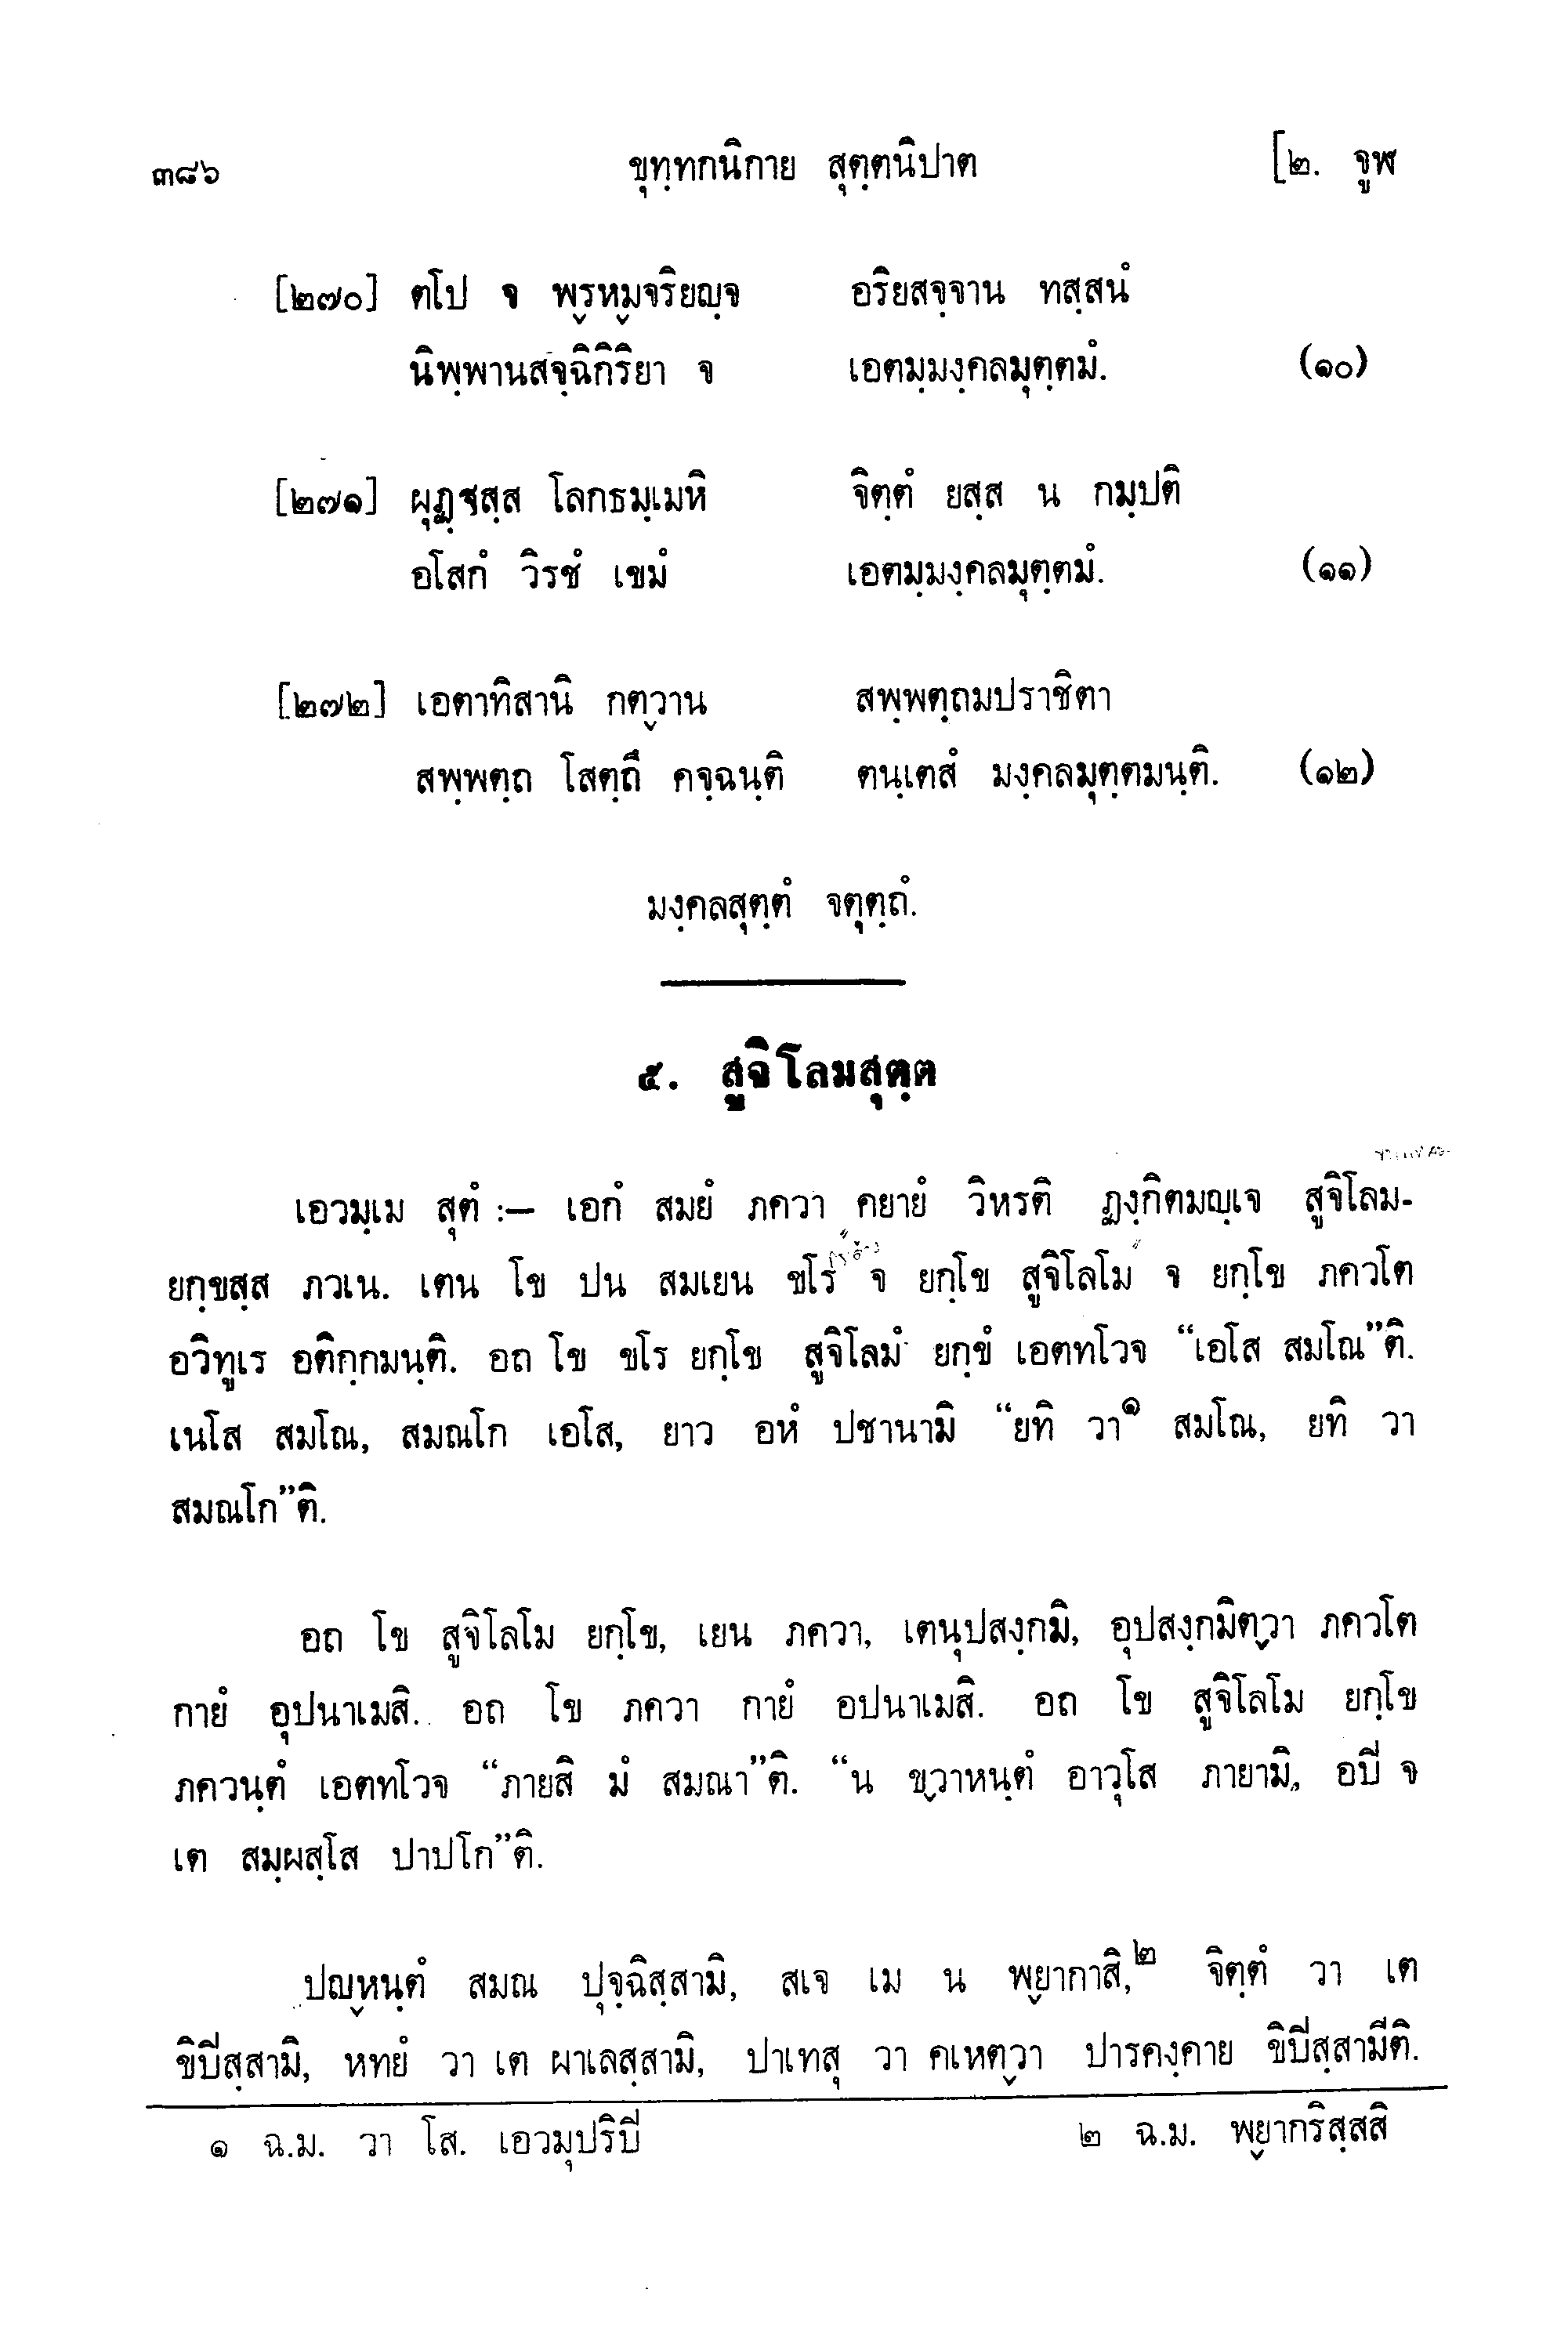 ๓๘๖ ขุทฺทกนิกาย สุตฺตนิปาต [๒. จูฬ
[๒๗๐] ตโป จ พฺรหฺมจริยญฺจ อริยสจฺจาน ทสฺสนํ
นิพฺพานสจฺฉิกิริยา จ เอตมฺมงฺคลมุตฺตมํ. (๑๐)
[๒๗๑] ผุฏฺฐสฺส โลกธมฺเมหิ จิตฺตํ ยสฺส น กมฺปติ
อโสกํ วิรชํ เขมํ เอตมฺมงฺคลมุตฺตมํ. (๑๑)
[๒๗๒] เอตาทิสานิ กตฺวาน สพฺพตฺถมปราชิตา
สพฺพตฺถ โสตฺถึ คจฺฉนฺติ ตนฺเตสํ มงฺคลมุตฺตมนฺติ. (๑๒)
มงฺคลสุตฺตํ จตุตฺถํ.
๕. สูจิโลมสุตฺต
เอวมฺเม สุตํ :— เอกํ สมยํ ภควา คยายํ วิหรติ ฏงฺกิตมญฺเจ สูจิโลม-
ยกฺขสฺส ภวเน. เตน โข ปน สมเยน ขโร จ ยกฺโข สูจิโลโม จ ยกฺโข ภควโต
อวิทูเร อติกฺกมนฺติ. อถ โข ขโร ยกฺโข สูจิโลมํ ยกฺขํ เอตทโวจ “เอโส สมโณ”ติ.
เนโส สมโณ, สมณโก เอโส, ยาว อหํ ปชานามิ “ยทิ วา๑ สมโณ, ยทิ วา
สมณโก”ติ.
อถ โข สูจิโลโม ยกฺโข, เยน ภควา, เตนุปสงฺกมิ, อุปสงฺกมิตฺวา ภควโต
กายํ อุปนาเมสิ. อถ โข ภควา กายํ อปนาเมสิ. อถ โข สูจิโลโม ยกฺโข
ภควนฺตํ เอตทโวจ “ภายสิ มํ สมณา”ติ. “น ขฺวาหนฺตํ อาวุโส ภายามิ, อปิ จ
เต สมฺผสฺโส ปาปโก”ติ.
ปญฺหนฺตํ สมณ ปุจฺฉิสฺสามิ, สเจ เม น พฺยากาสิ,๒ จิตฺตํ วา เต
ขิปิสฺสามิ, หทยํ วา เต ผาเลสฺสามิ, ปาเทสุ วา คเหตฺวา ปารคงฺคาย ขิปิสฺสามีติ.
๑ ฉ.ม. วา โส. เอวมุปริปิ ๒ ฉ.ม. พฺยากริสฺสสิ